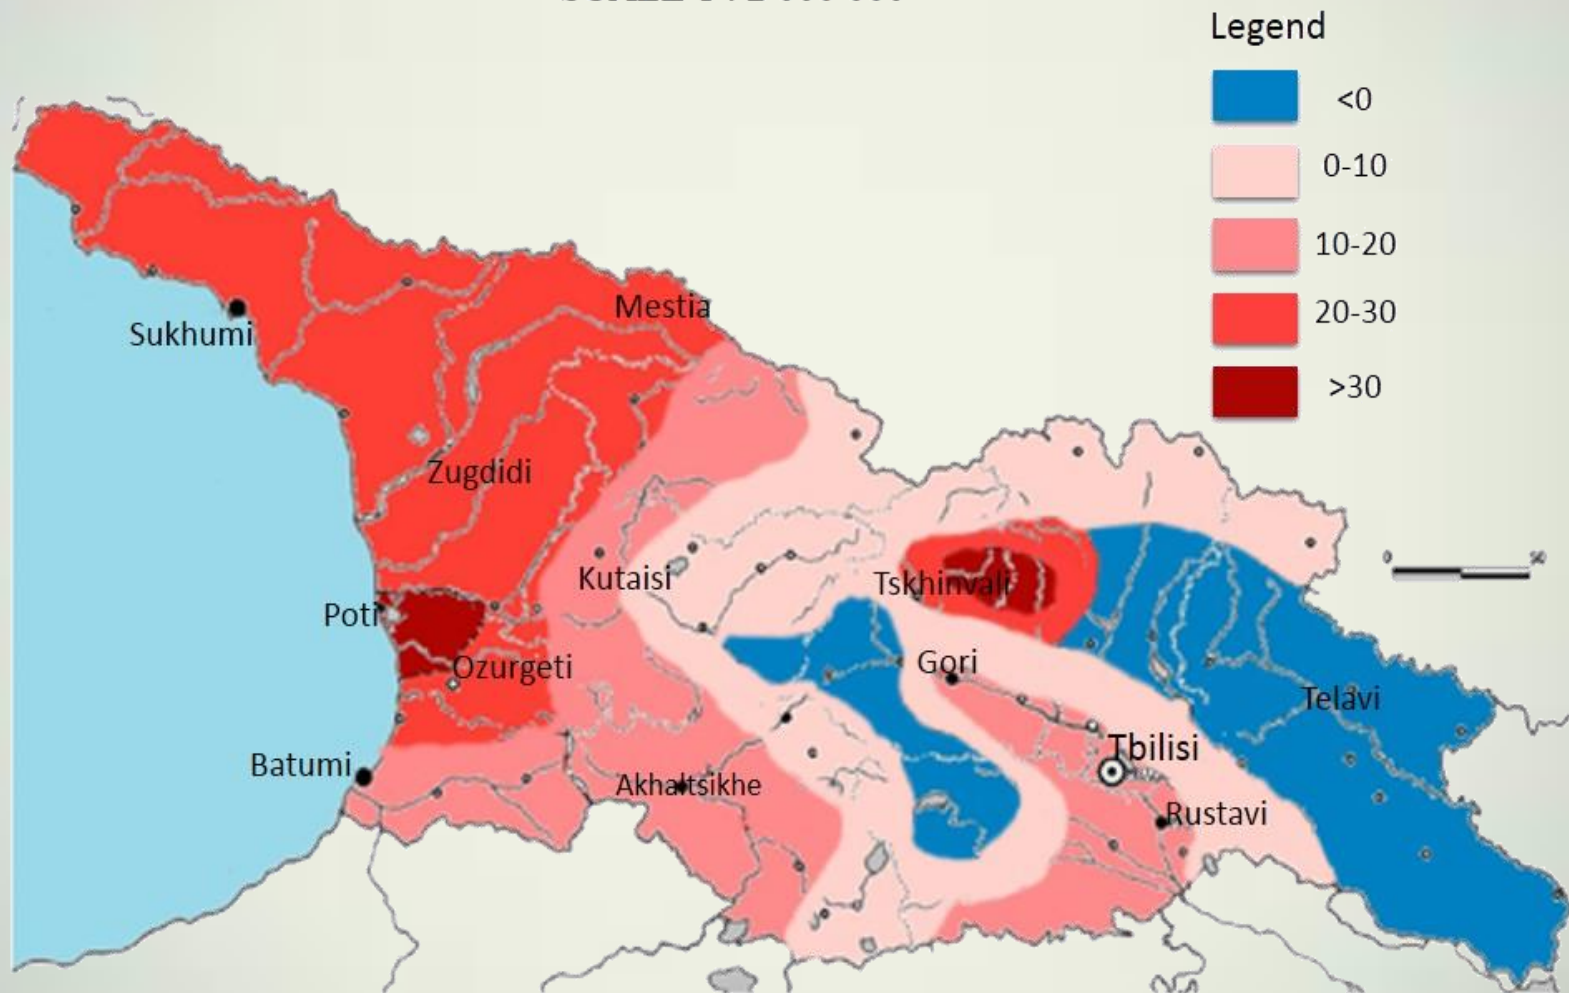 Legend
<0
0-10
10-20
20-30
>30
Mestia
Sukhumi
Zugdidi
Kutaisi
Tskhinvali
Poti
Ozurgeti
Gori
Telavi
Batumi
Tbilisi
Akhaltsikhe
Rustavi
0